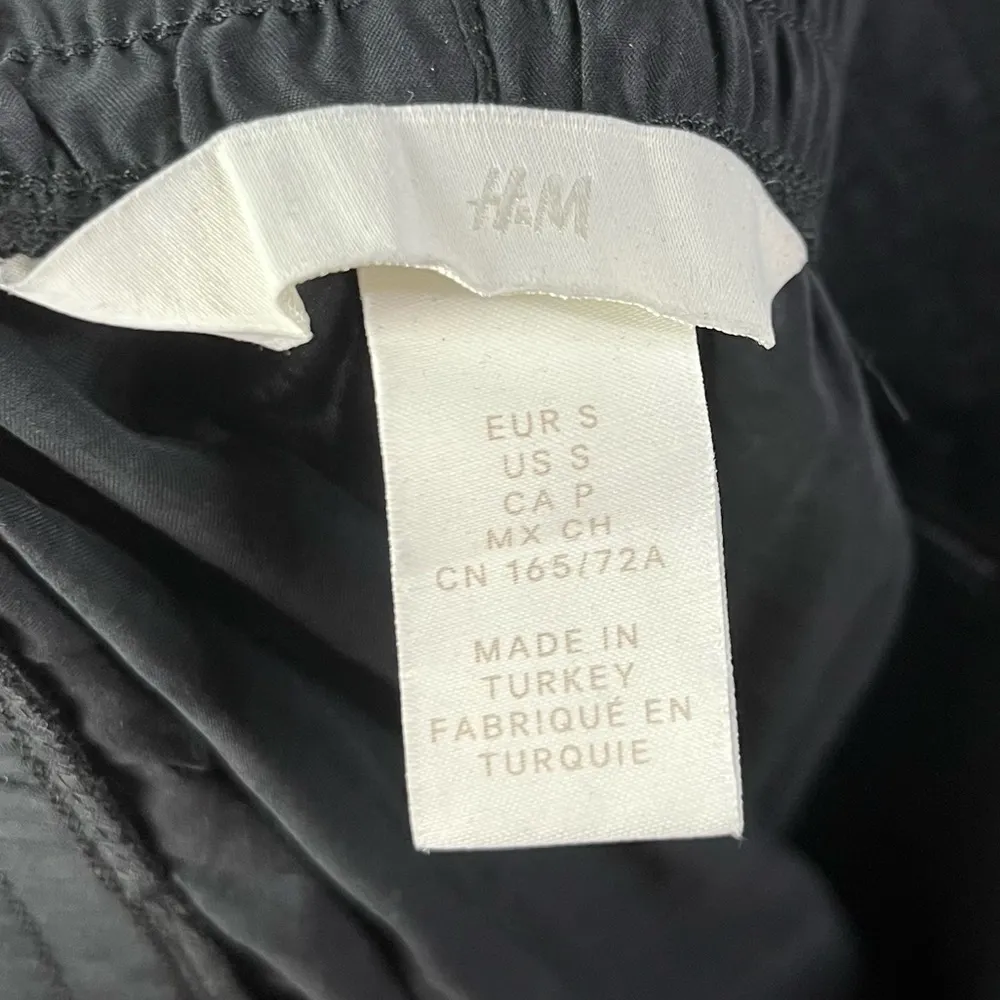 H&M
EUR S
US S
CA P
MX CH
CN 165/72A
MADE IN
TURKEY
FABRIQUÉ EN
TURQUIE